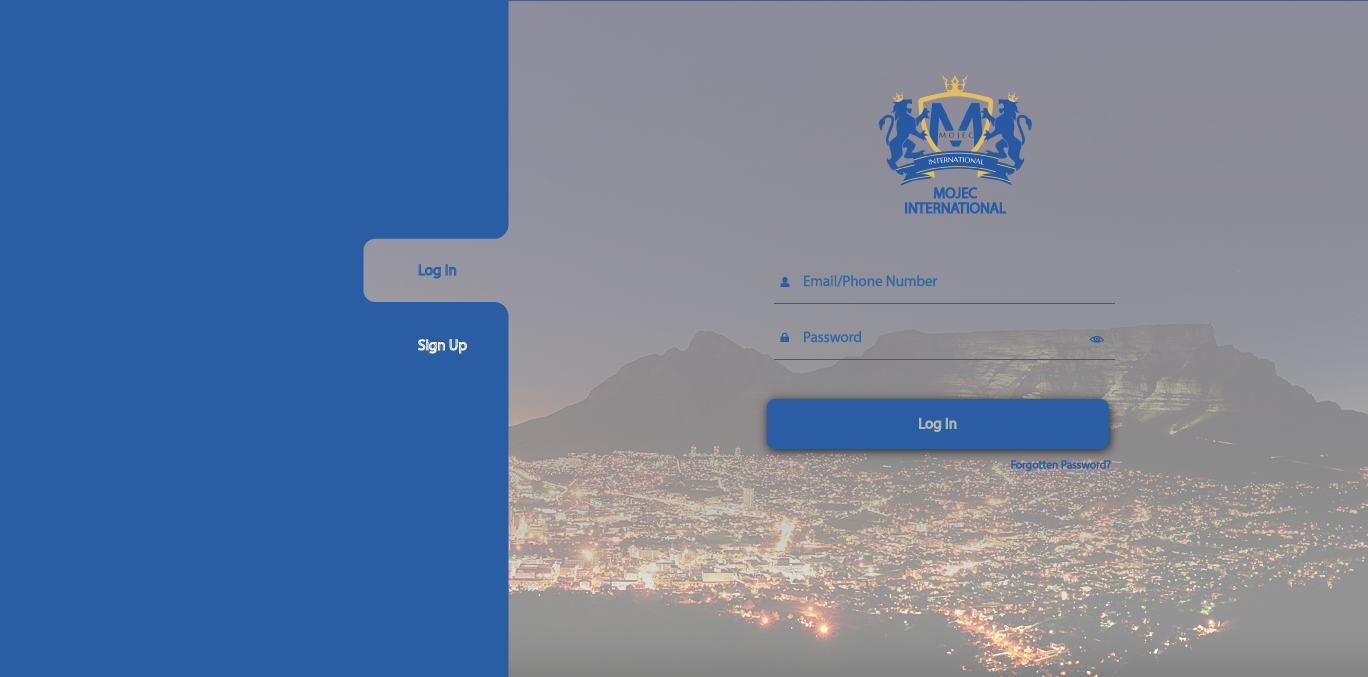 Log In
Sign Up
MOJEC
INTERNATIONAL
MOJEC
INTERNATIONAL
Email/Phone Number
Password
Log In
Forgotten Password?